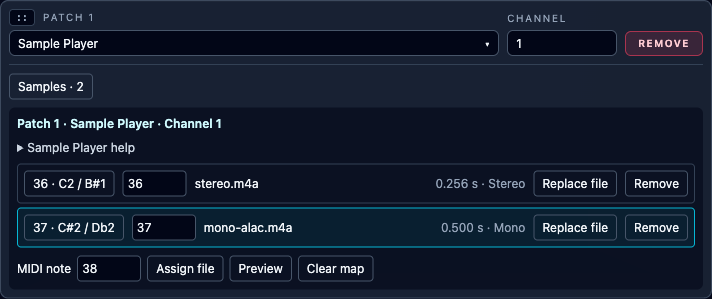 :: PATCH 1 CHANNEL
Sample Player 1 REMOVE
Samples · 2
Patch 1 · Sample Player · Channel 1
Sample Player help
36 · C2 / B#1 36 stereo.m4a 0.256 s · Stereo Replace file Remove
37 · C#2 / Db2 37 mono-alac.m4a 0.500 s · Mono Replace file Remove
MIDI note 38 Assign file Preview Clear map